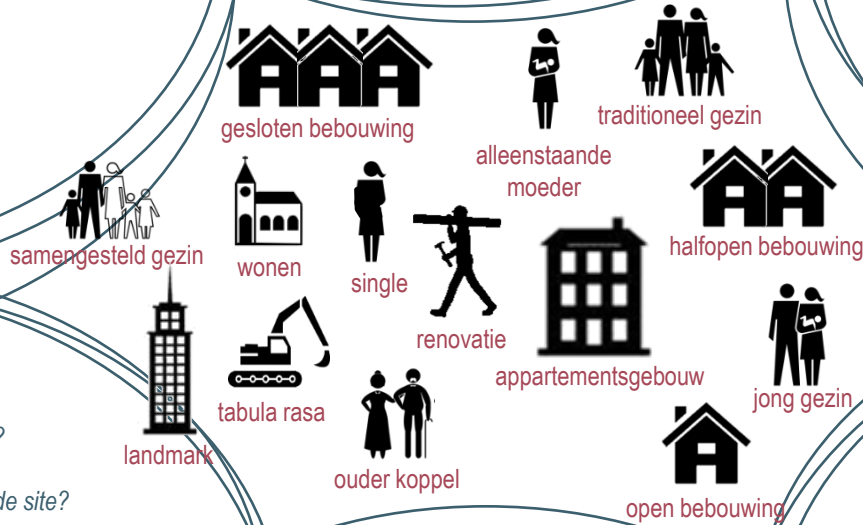 gesloten bebouwing
alleenstaande
moeder
traditioneel gezin
samengesteld gezin
wonen
single
halfopen bebouwing
renovatie
appartementsgebouw
jong gezin
tabula rasa
landmark
ouder koppel
open bebouwing
?
de site?